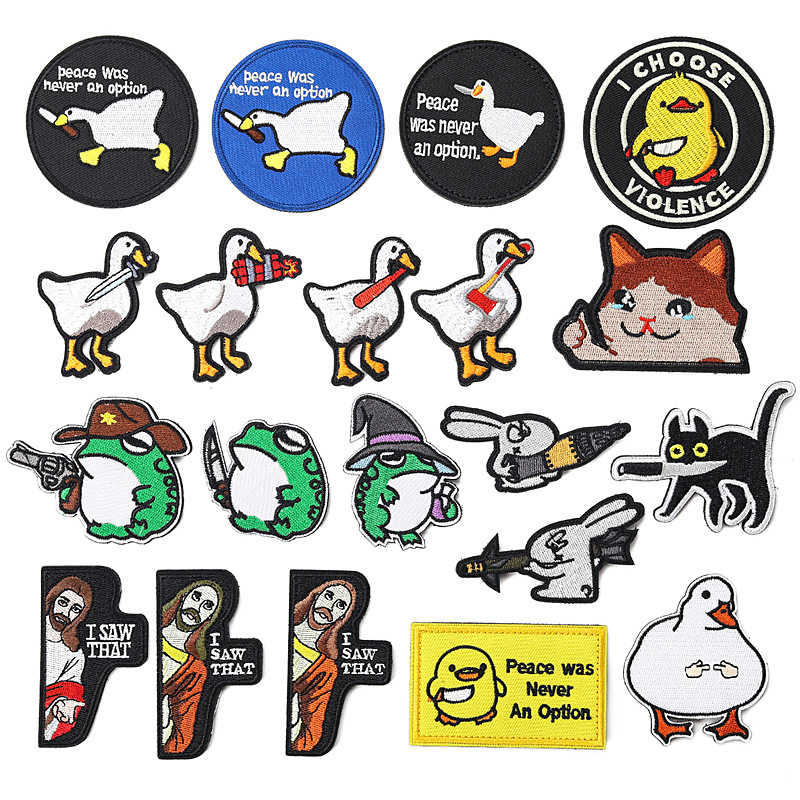 peace was
never an option
peace was
never an option
Peace
was never
an option.
I CHOOSE
VIOLENCE
I SAW
THAT
I
SAW
THAT
I
SAW
THAT
Peace was
Never
An Option